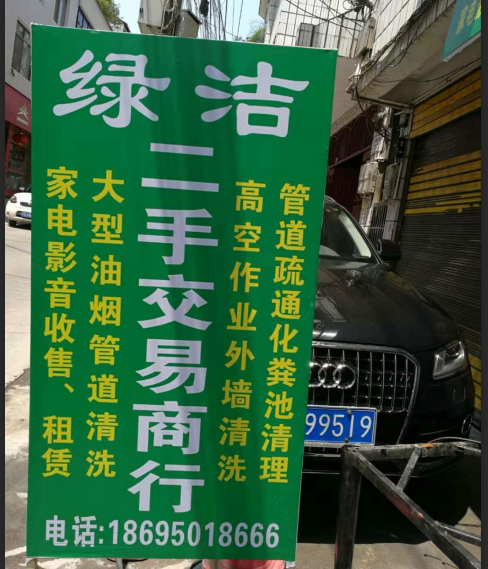 绿洁
二手交易商行
管道疏通化粪池清理
高空作业外墙清洗
大型油烟管道清洗
家电影音收售、租赁
电话:18695018666
99519